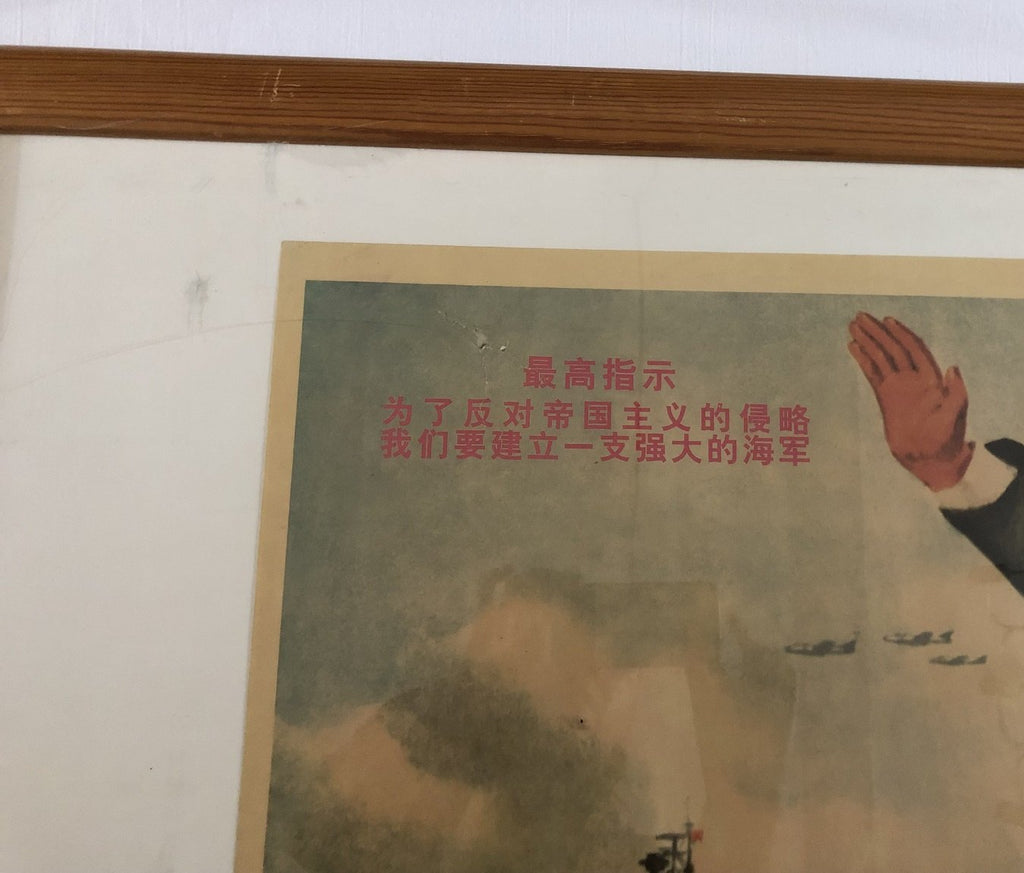 最高指示
为了反对帝国主义的侵略
我们要建立一支强大的海军